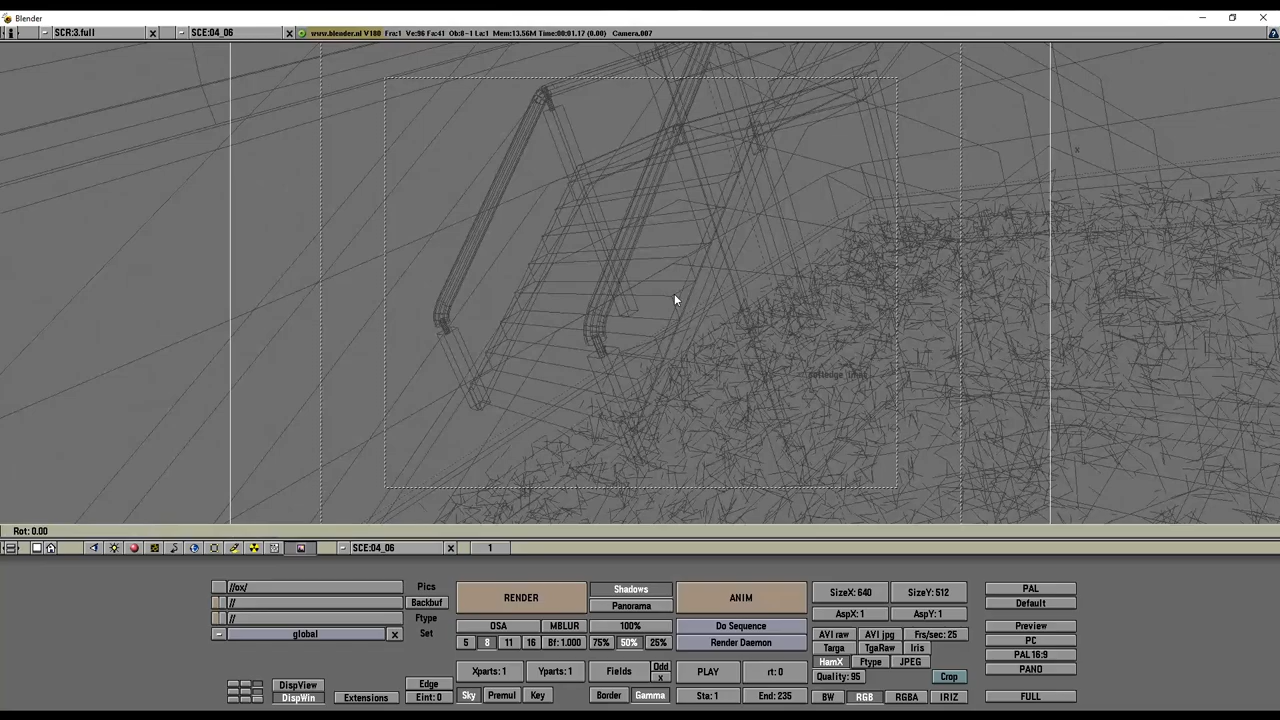 Blender
SCR:3.full X SCE:04_06 X www.blender.nl V180 Fra:1 Ve:96 Fa:41 Ob:8-1 La:1 Mem:13.56M Time:00:01.17 (0.00) Camera.007 ?
x
Rot: 0.00
SCE:04_06 X 1
//ox/ Pics
// Backbuf
// Ftype
global X Set
DispView
DispWin
Extensions
Edge
Eint: 0
RENDER
Shadows
Panorama
ANIM
OSA MBLUR 100% Do Sequence
5 8 11 16 Bf: 1.000 75% 50% 25% Render Daemon
Xparts: 1 Yparts: 1 Fields Odd x PLAY rt: 0
Sky Premul Key Border Gamma Sta: 1 End: 235
SizeX: 640 SizeY: 512
AspX: 1 AspY: 1
AVI raw AVI jpg Frs/sec: 25
Targa TgaRaw Iris
HamX Ftype JPEG
Quality: 95 Crop
BW RGB RGBA IRIZ
PAL
Default
Preview
PC
PAL 16:9
PANO
FULL